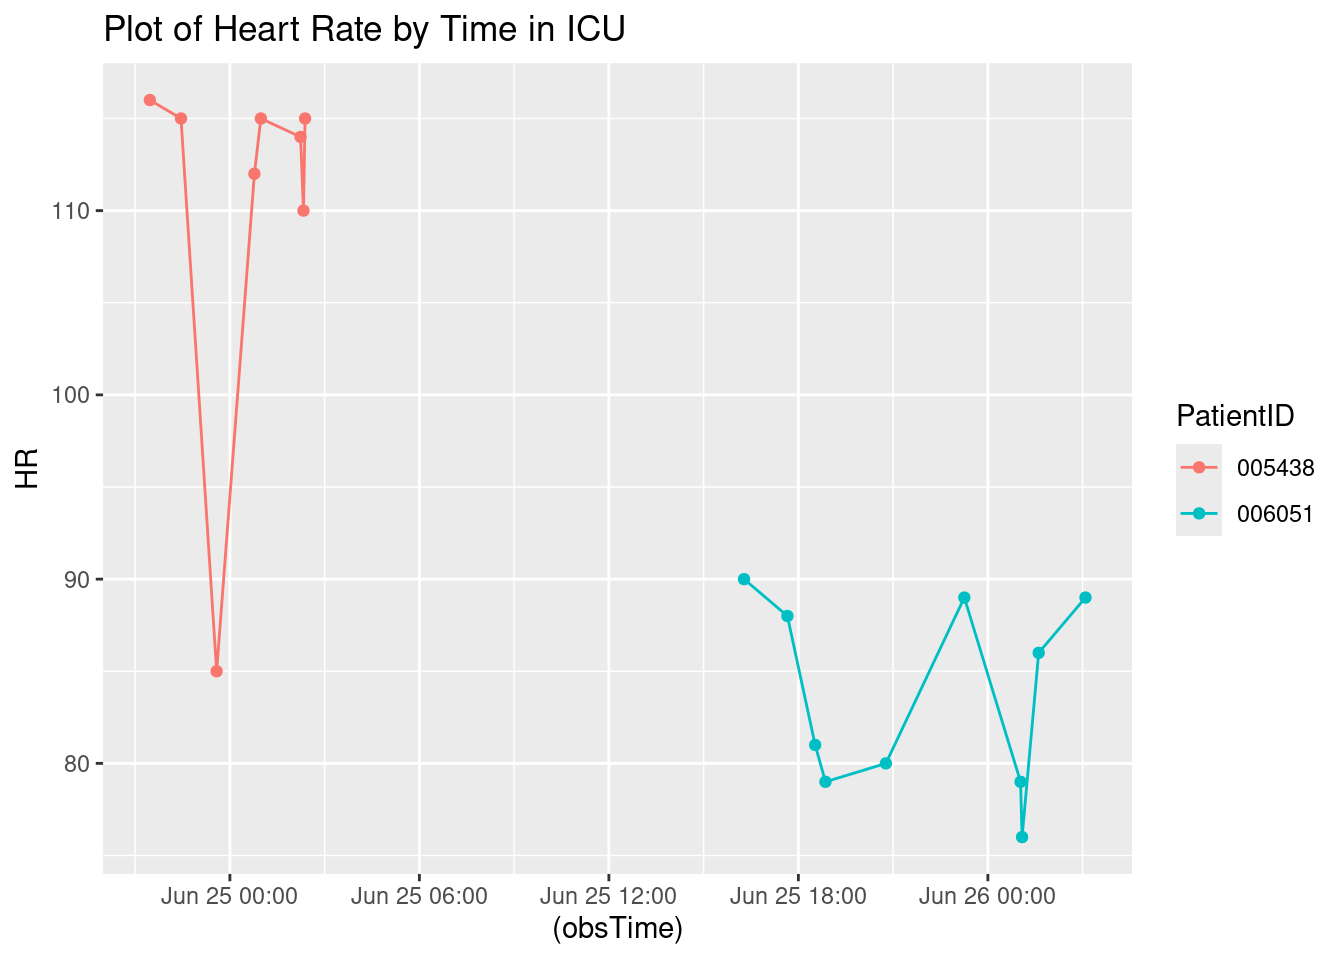 Plot of Heart Rate by Time in ICU
110
100
90
80
HR
Jun 25 00:00 Jun 25 06:00 Jun 25 12:00 Jun 25 18:00 Jun 26 00:00
(obsTime)
PatientID
005438
006051